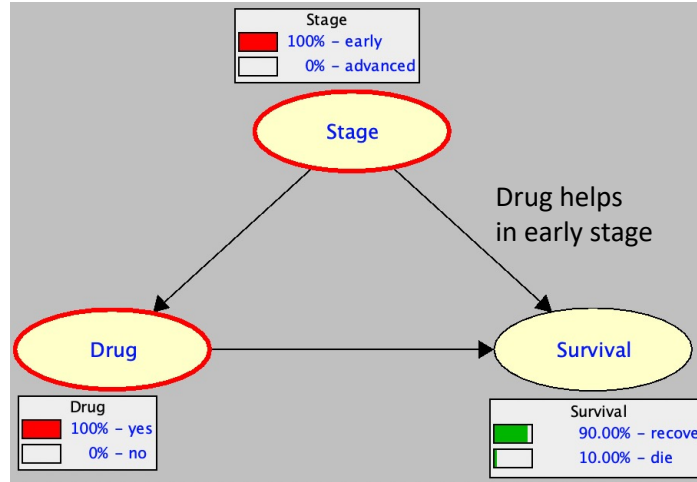 Stage
100% - early
0% - advanced
Stage
Drug helps
in early stage
Drug
Survival
Drug
100% - yes
0% - no
Survival
90.00% - recove
10.00% - die